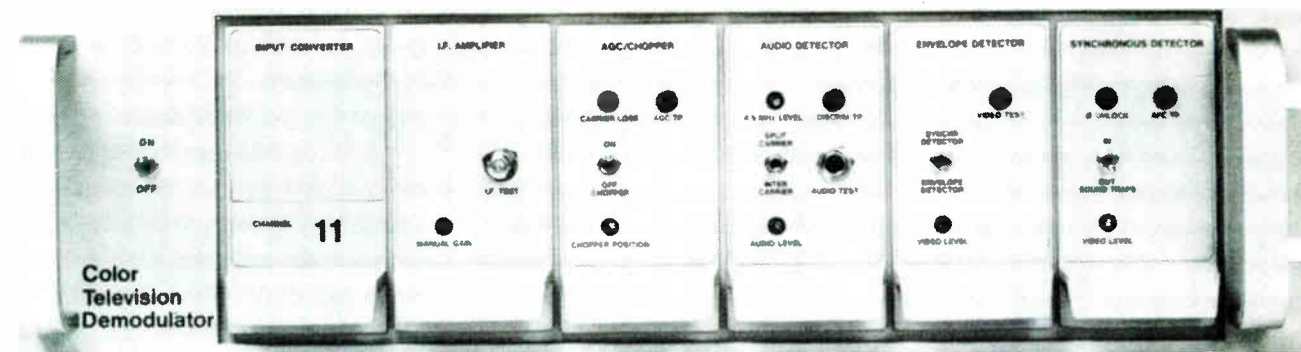 ON
OFF
Color
Television
Demodulator
INPUT CONVERTER
CHANNEL 11
I.F. AMPLIFIER
I.F. TEST
MANUAL GAIN
AGC/CHOPPER
CARRIER LOSS AGC TP
ON
OFF
CHOPPER
CHOPPER POSITION
AUDIO DETECTOR
4.5 MHz LEVEL DISCRIM TP
SPLIT
CARRIER
INTER
CARRIER
AUDIO TEST
AUDIO LEVEL
ENVELOPE DETECTOR
VIDEO TEST
SYNCHO
DETECTOR
ENVELOPE
DETECTOR
VIDEO LEVEL
SYNCHRONOUS DETECTOR
Ø UNLOCK AFC TP
IN
OUT
SOUND TRAPS
VIDEO LEVEL